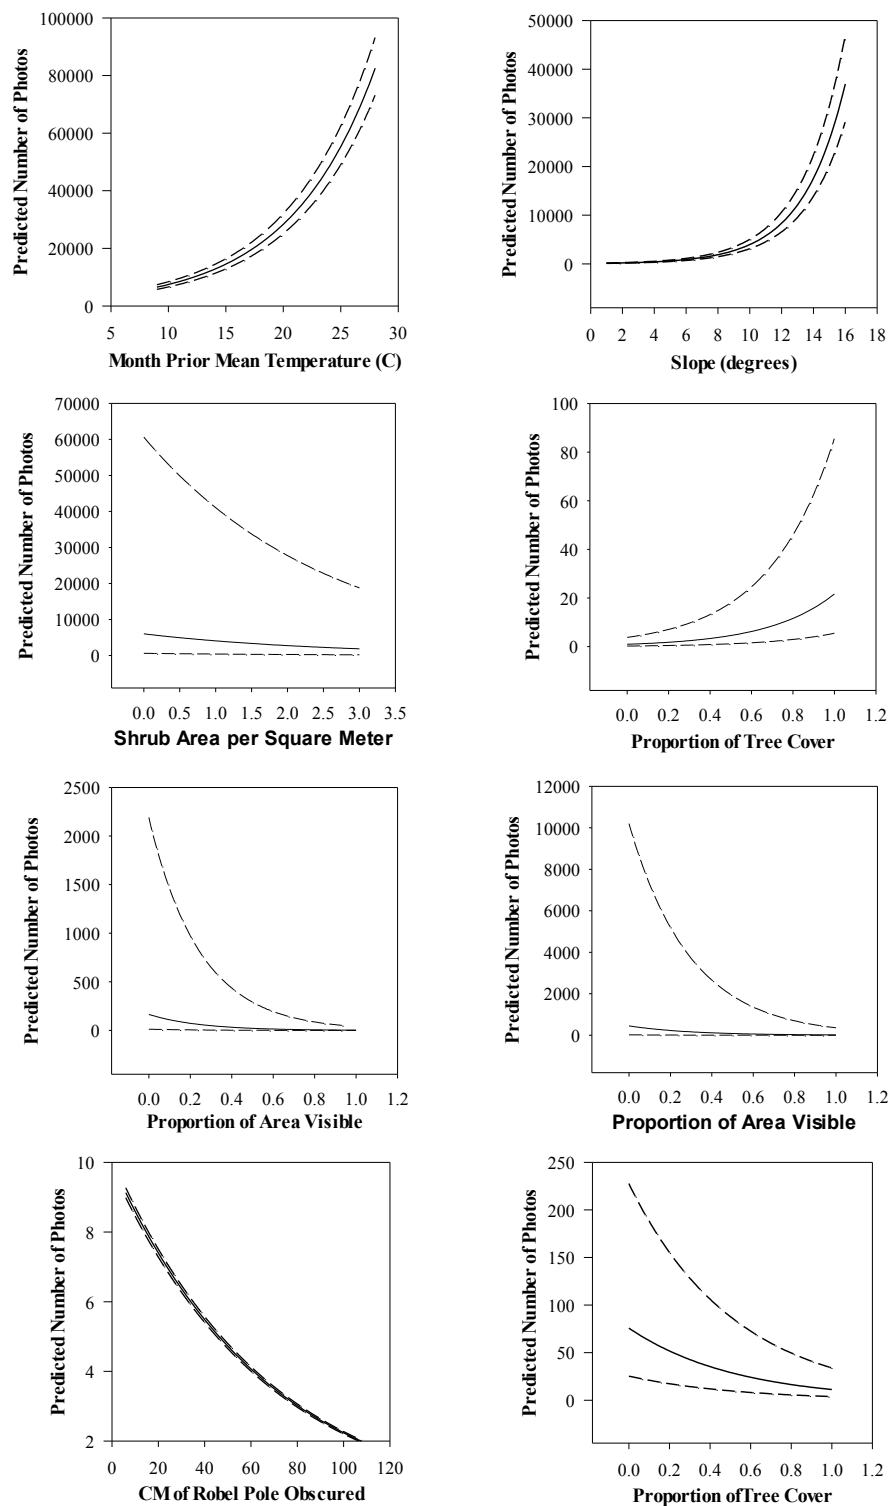 Predicted Number of Photos
100000
80000
60000
40000
20000
0
5 10 15 20 25 30
Month Prior Mean Temperature (C)
Predicted Number of Photos
50000
40000
30000
20000
10000
0
0 2 4 6 8 10 12 14 16 18
Slope (degrees)
Predicted Number of Photos
70000
60000
50000
40000
30000
20000
10000
0
0.0 0.5 1.0 1.5 2.0 2.5 3.0 3.5
Shrub Area per Square Meter
Predicted Number of Photos
100
80
60
40
20
0
0.0 0.2 0.4 0.6 0.8 1.0 1.2
Proportion of Tree Cover
Predicted Number of Photos
2500
2000
1500
1000
500
0
0.0 0.2 0.4 0.6 0.8 1.0 1.2
Proportion of Area Visible
Predicted Number of Photos
12000
10000
8000
6000
4000
2000
0
0.0 0.2 0.4 0.6 0.8 1.0 1.2
Proportion of Area Visible
Predicted Number of Photos
10
8
6
4
2
0 20 40 60 80 100 120
CM of Robel Pole Obscured
Predicted Number of Photos
250
200
150
100
50
0
0.0 0.2 0.4 0.6 0.8 1.0 1.2
Proportion of Tree Cover